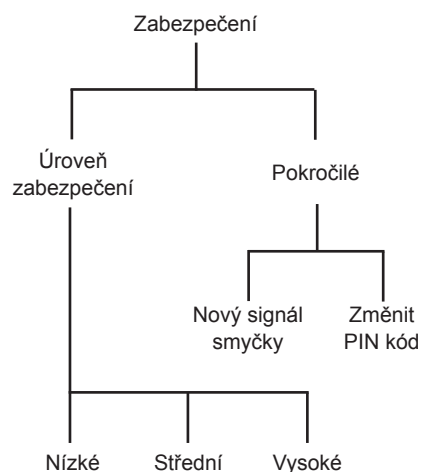 Zabezpečení
Úroveň
zabezpečení
Pokročilé
Nový signál
smyčky
Změnit
PIN kód
Nízké
Střední
Vysoké